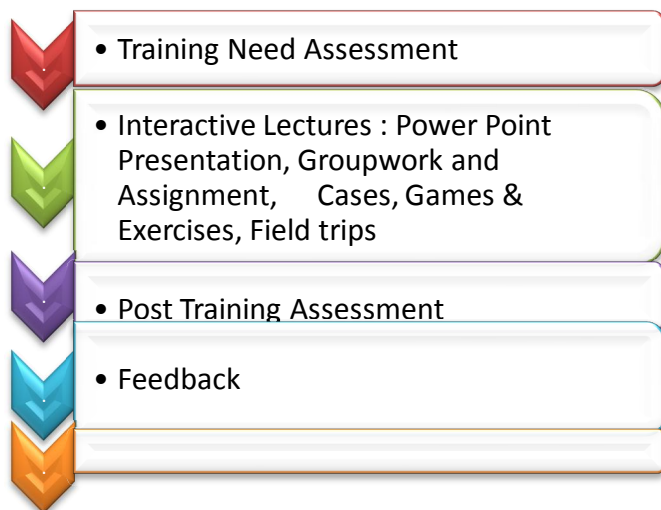 • Training Need Assessment
• Interactive Lectures : Power Point
Presentation, Groupwork and
Assignment, Cases, Games &
Exercises, Field trips
• Post Training Assessment
• Feedback